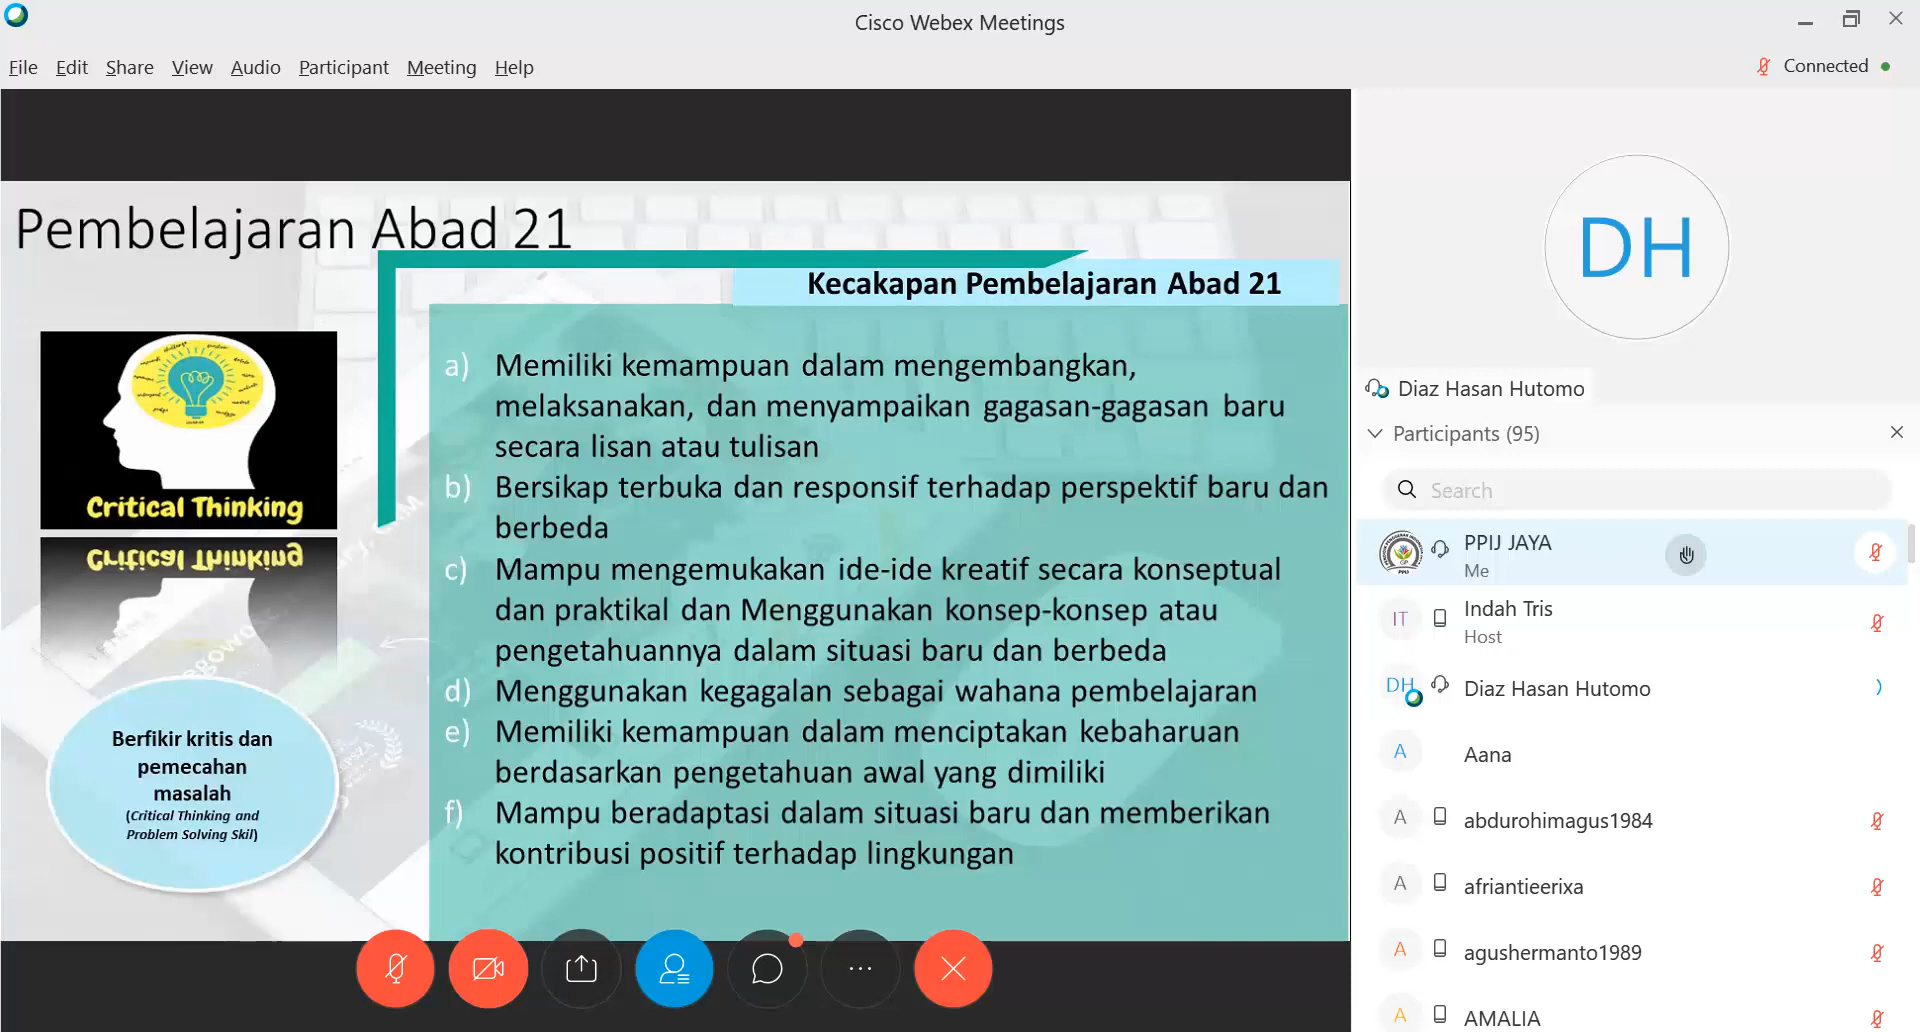 Cisco Webex Meetings
File Edit Share View Audio Participant Meeting Help
Connected
Pembelajaran Abad 21
Kecakapan Pembelajaran Abad 21
Critical Thinking
Critical Thinking
a) Memiliki kemampuan dalam mengembangkan,
melaksanakan, dan menyampaikan gagasan-gagasan baru
secara lisan atau tulisan
b) Bersikap terbuka dan responsif terhadap perspektif baru dan
berbeda
c) Mampu mengemukakan ide-ide kreatif secara konseptual
dan praktikal dan Menggunakan konsep-konsep atau
pengetahuannya dalam situasi baru dan berbeda
d) Menggunakan kegagalan sebagai wahana pembelajaran
e) Memiliki kemampuan dalam menciptakan kebaharuan
berdasarkan pengetahuan awal yang dimiliki
f) Mampu beradaptasi dalam situasi baru dan memberikan
kontribusi positif terhadap lingkungan
Berfikir kritis dan
pemecahan
masalah
(Critical Thinking and
Problem Solving Skil)
DH
Diaz Hasan Hutomo
Participants (95)
Search
PPIJ JAYA
Me
IT Indah Tris
Host
DH Diaz Hasan Hutomo
A Aana
A abdurohimagus1984
A afriantieerixa
A agushermanto1989
A AMALIA